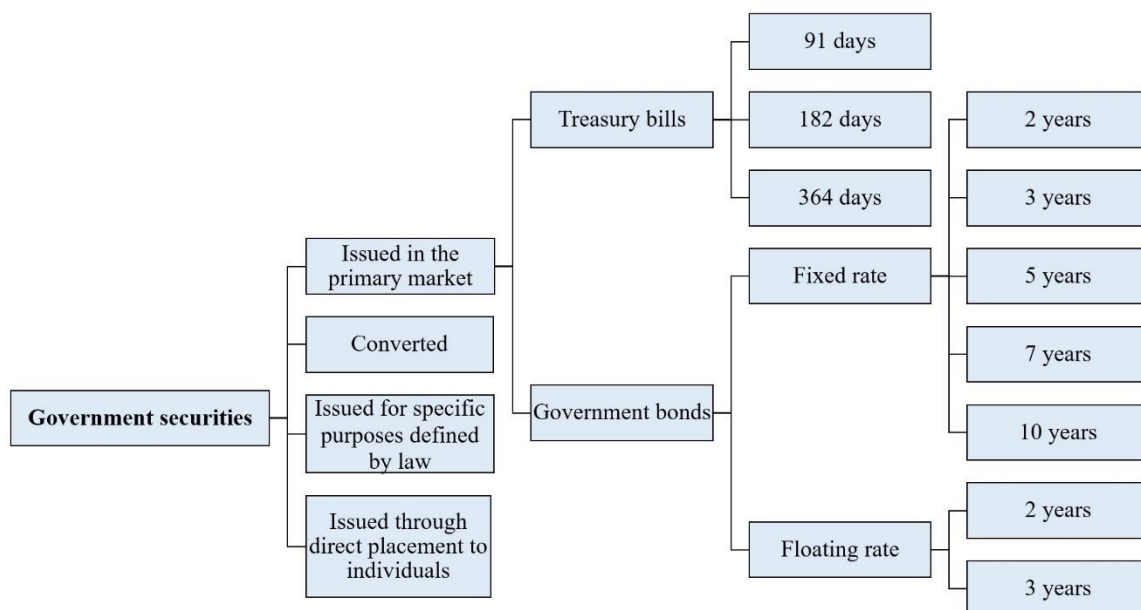 Government securities
Issued in the
primary market
Converted
Issued for specific
purposes defined
by law
Issued through
direct placement to
individuals
Treasury bills
Government bonds
91 days
182 days
364 days
Fixed rate
Floating rate
2 years
3 years
5 years
7 years
10 years
2 years
3 years